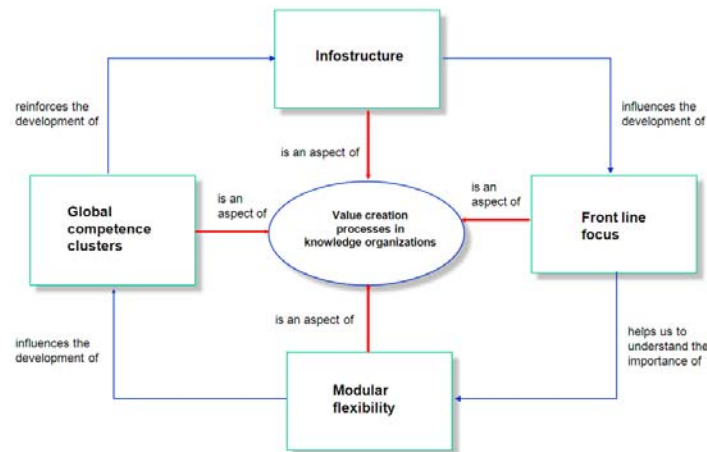 Infostructure
reinforces the
development of
influences the
development of
is an aspect of
Global
competence
clusters
is an
aspect of
Value creation
processes in
knowledge organizations
is an
aspect of
Front line
focus
is an aspect of
influences the
development of
helps us to
understand the
importance of
Modular
flexibility